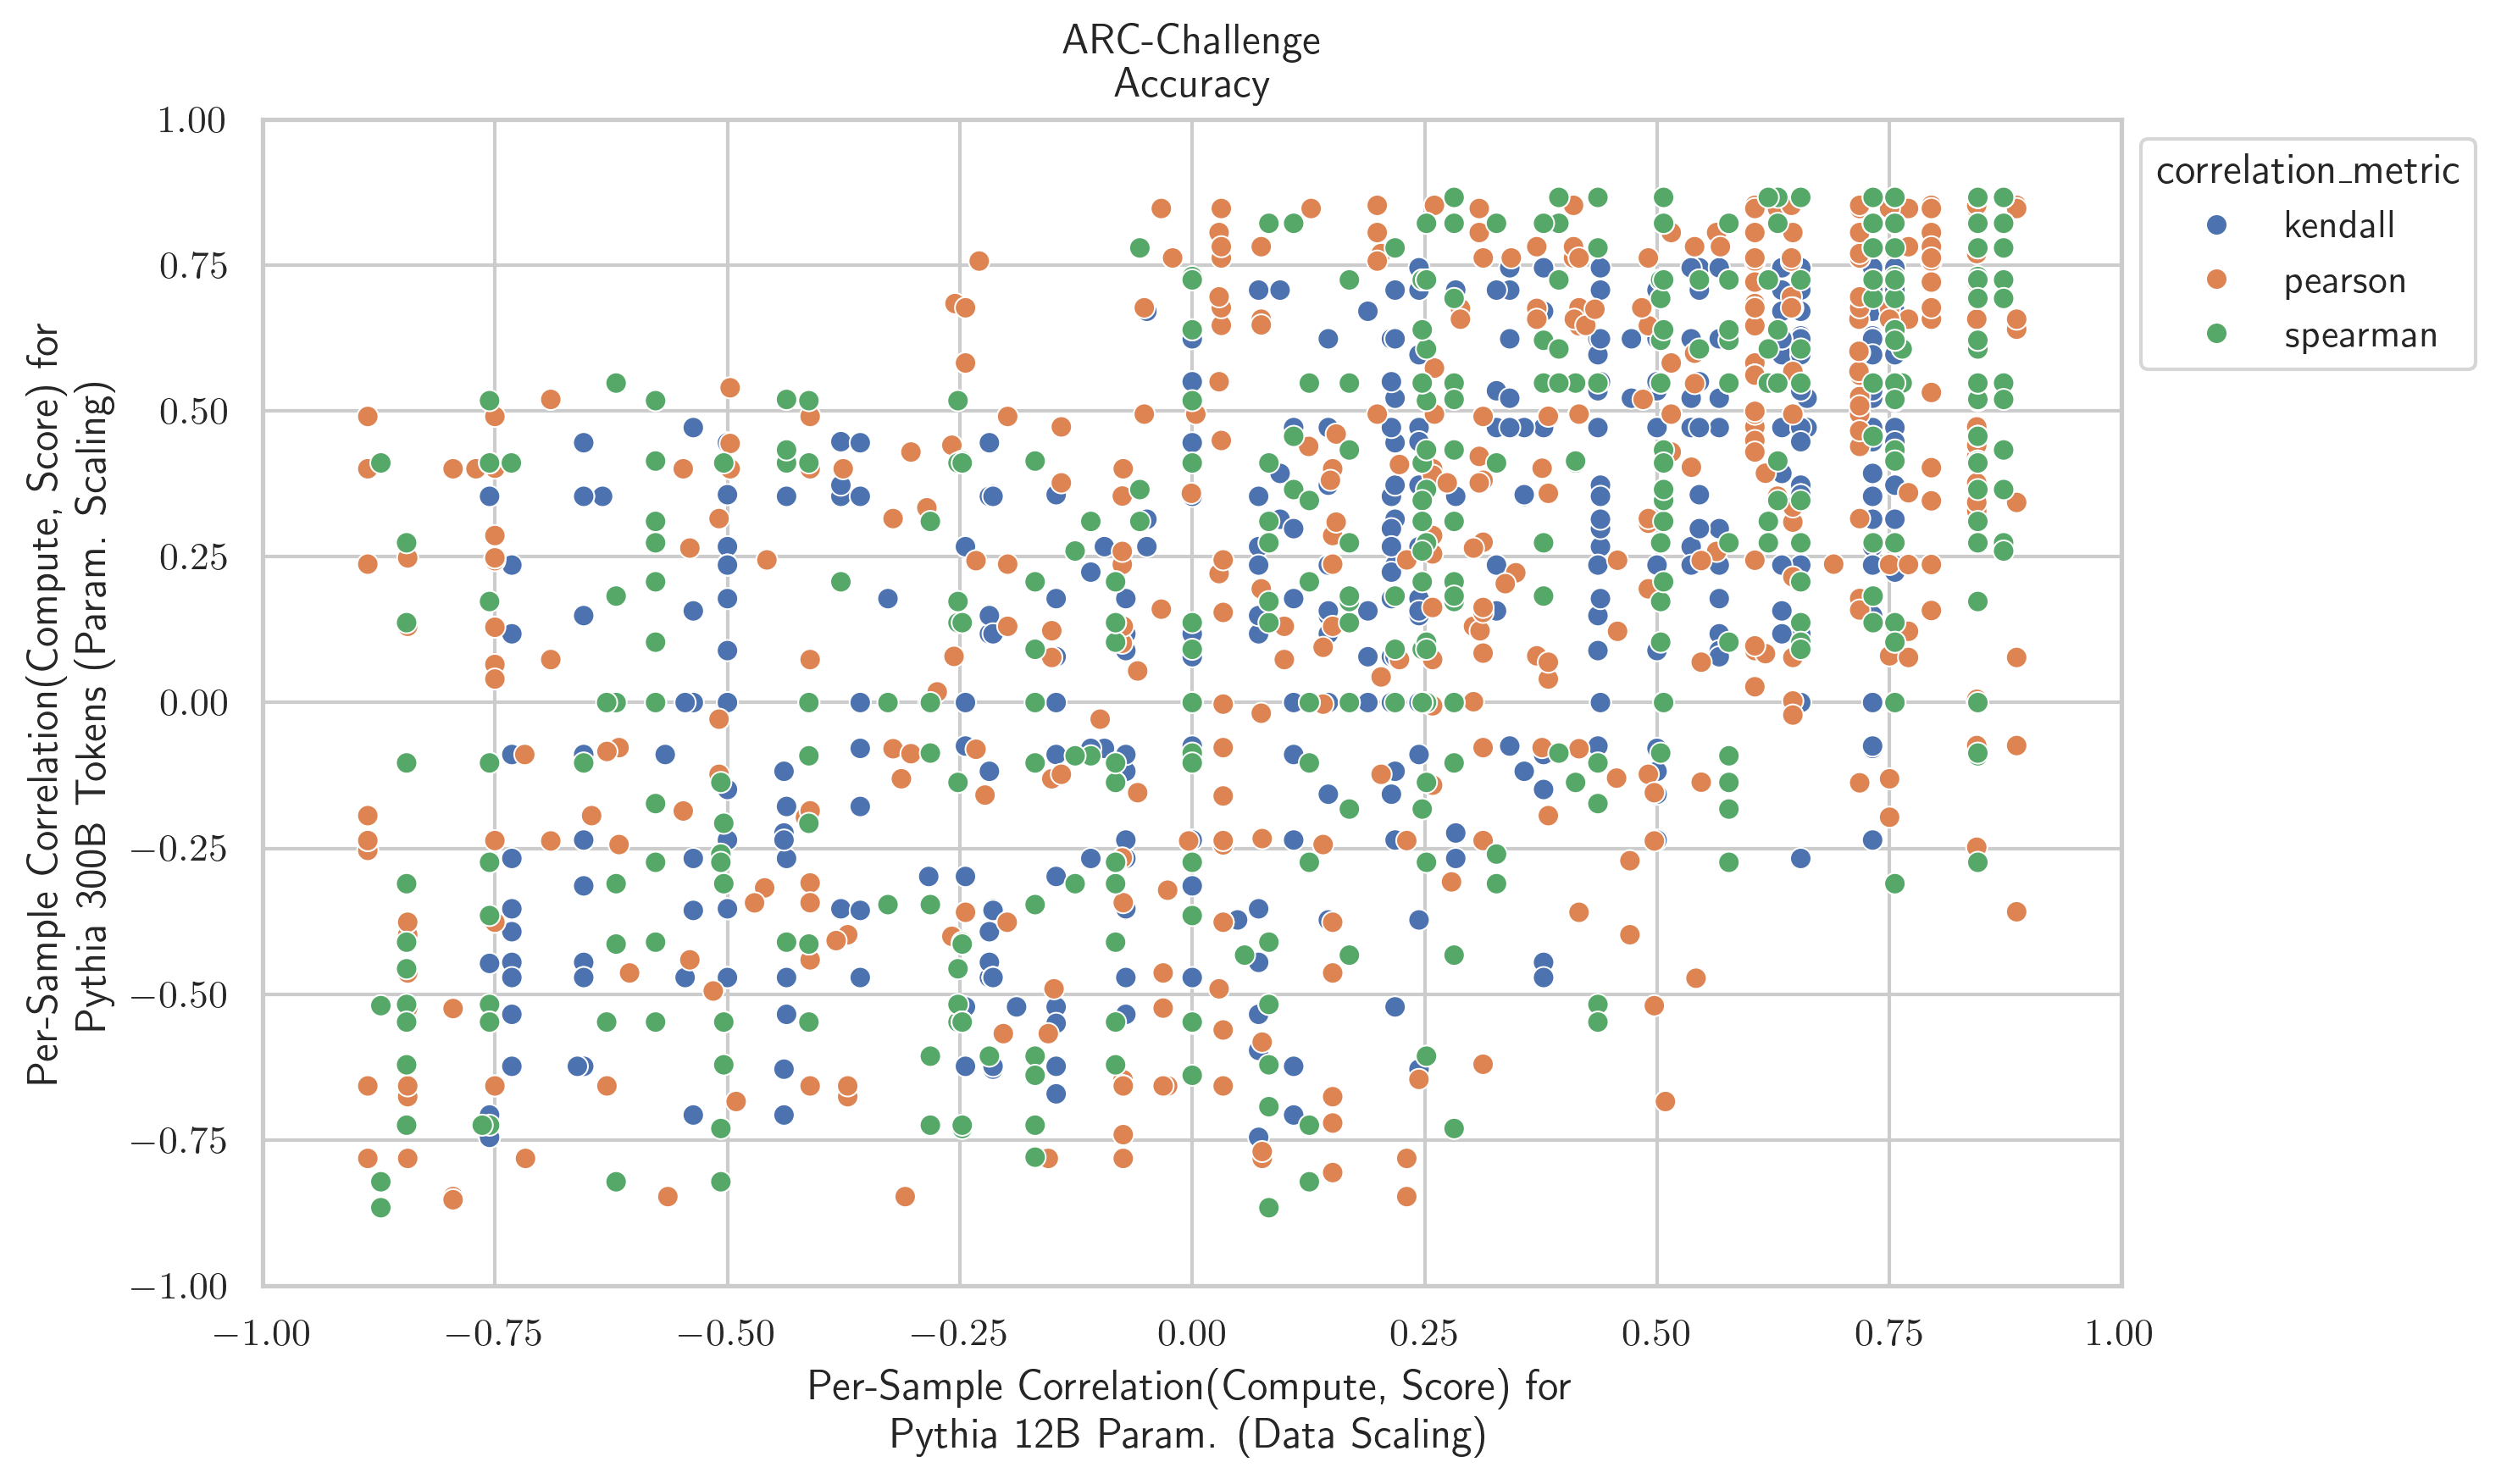 ARC-Challenge
Accuracy
Per-Sample Correlation(Compute, Score) for
Pythia 300B Tokens (Param. Scaling)
1.00
0.75
0.50
0.25
0.00
−0.25
−0.50
−0.75
−1.00
−1.00 −0.75 −0.50 −0.25 0.00 0.25 0.50 0.75 1.00
Per-Sample Correlation(Compute, Score) for
Pythia 12B Param. (Data Scaling)
correlation_metric
kendall
pearson
spearman